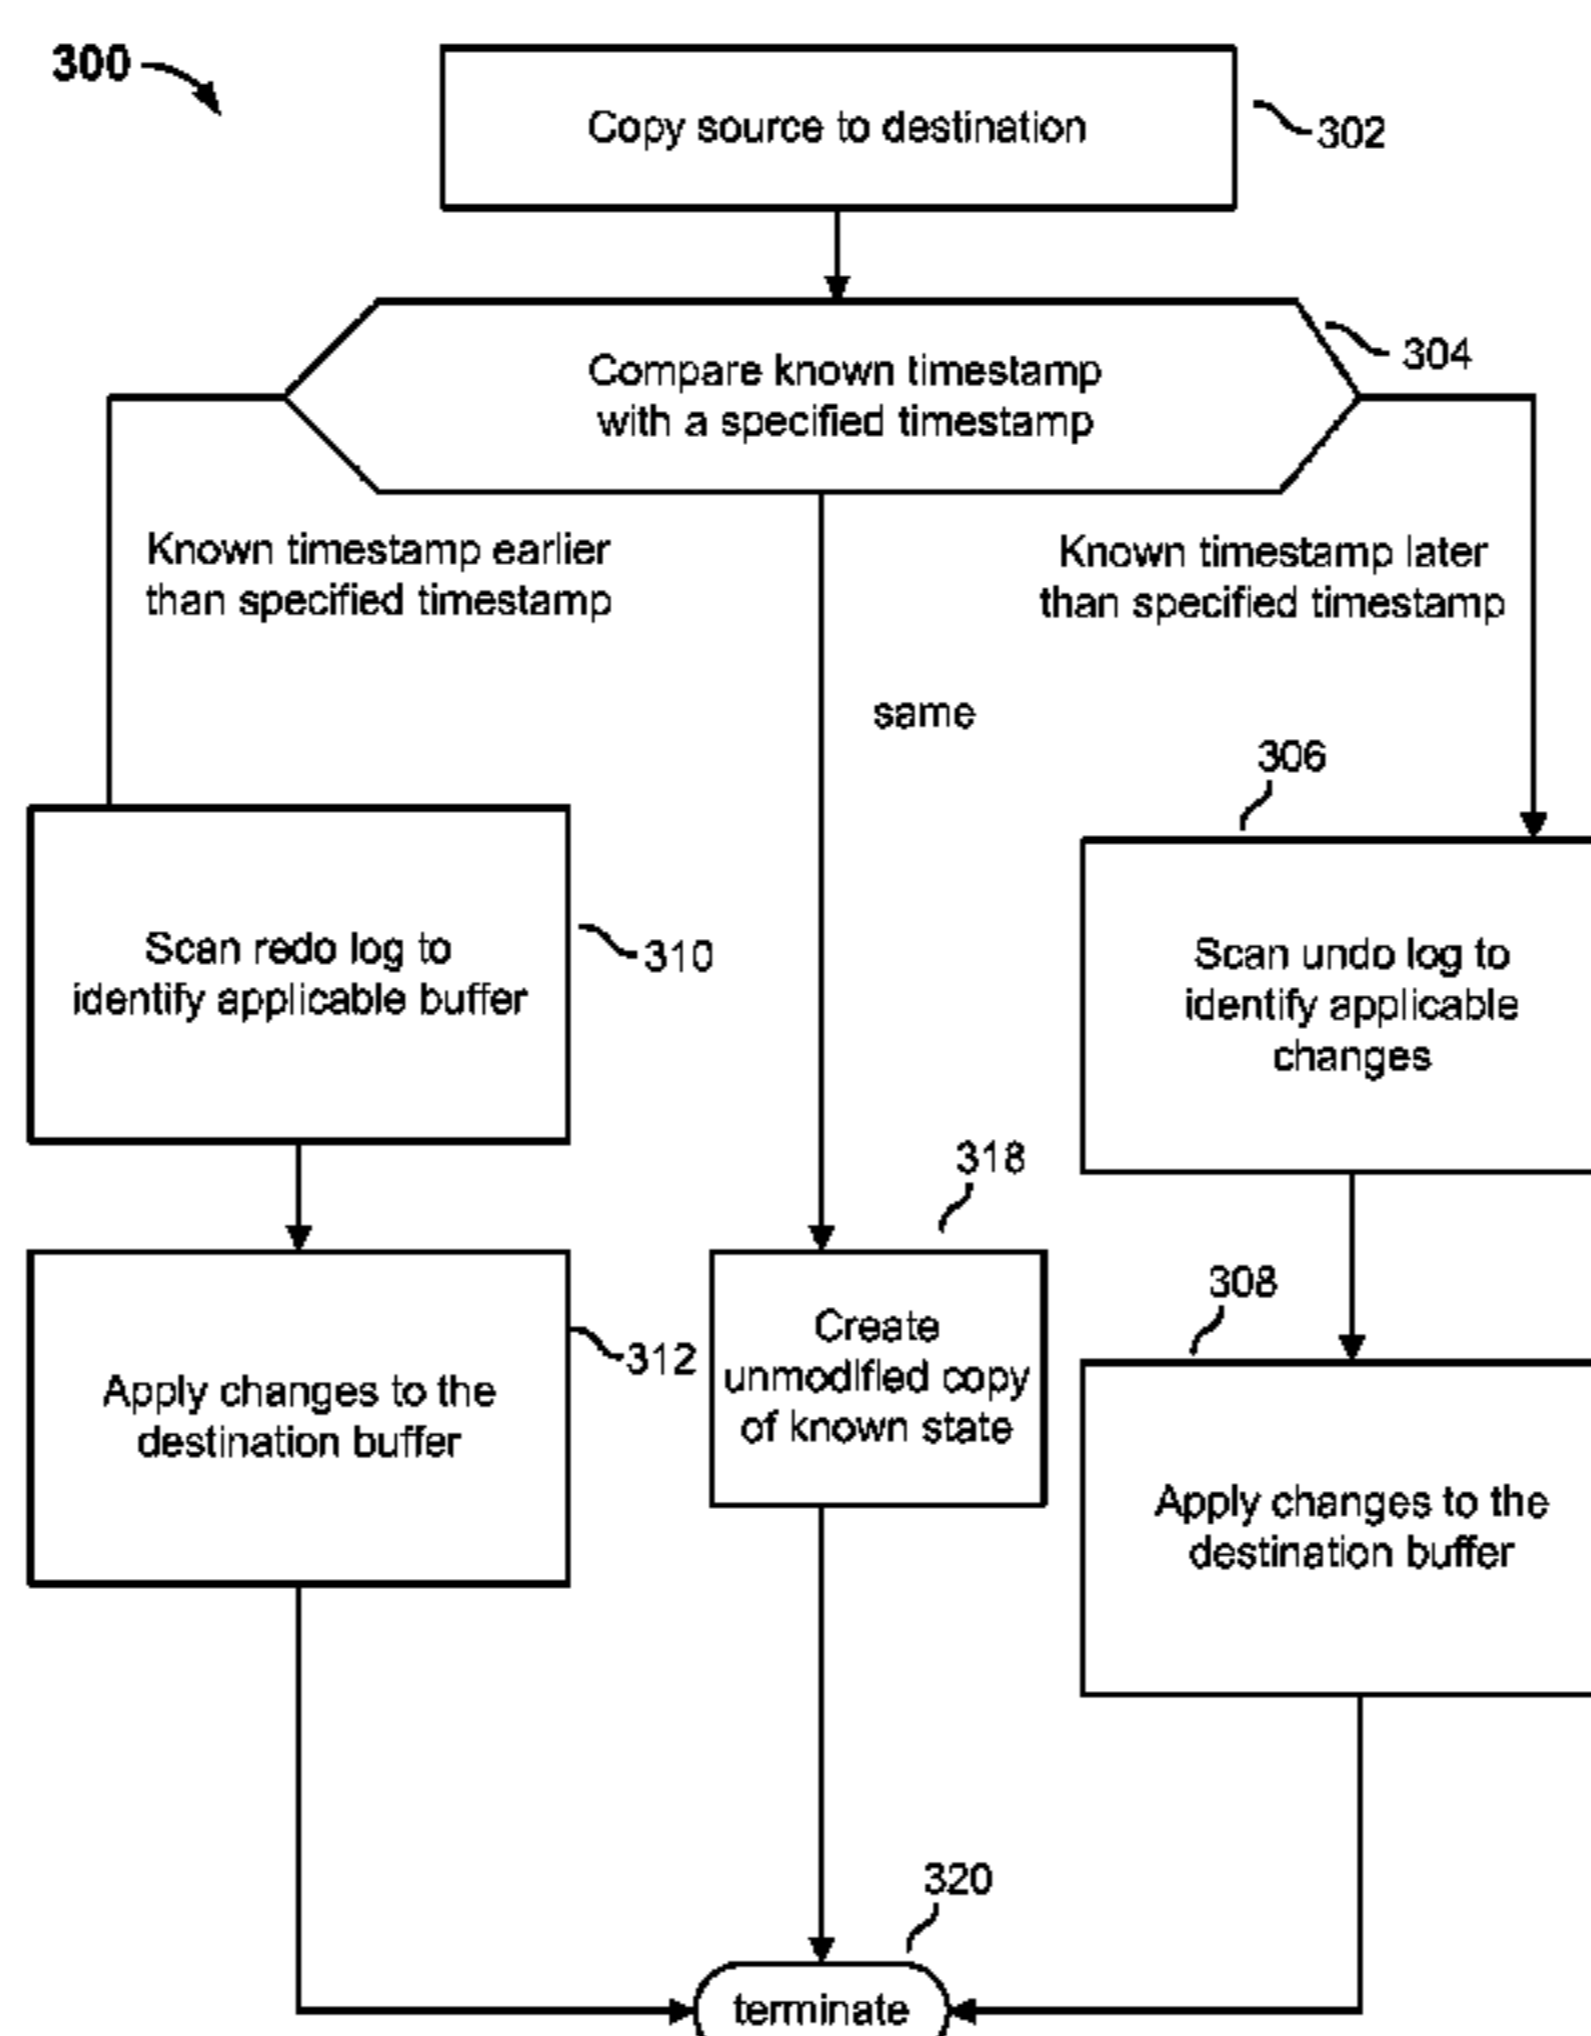 300
Copy source to destination
302
Compare known timestamp
with a specified timestamp
304
Known timestamp earlier
than specified timestamp
Known timestamp later
than specified timestamp
same
306
Scan redo log to
identify applicable buffer
310
Scan undo log to
identify applicable
changes
318
308
Apply changes to the
destination buffer
312
Create
unmodified copy
of known state
Apply changes to the
destination buffer
320
terminate